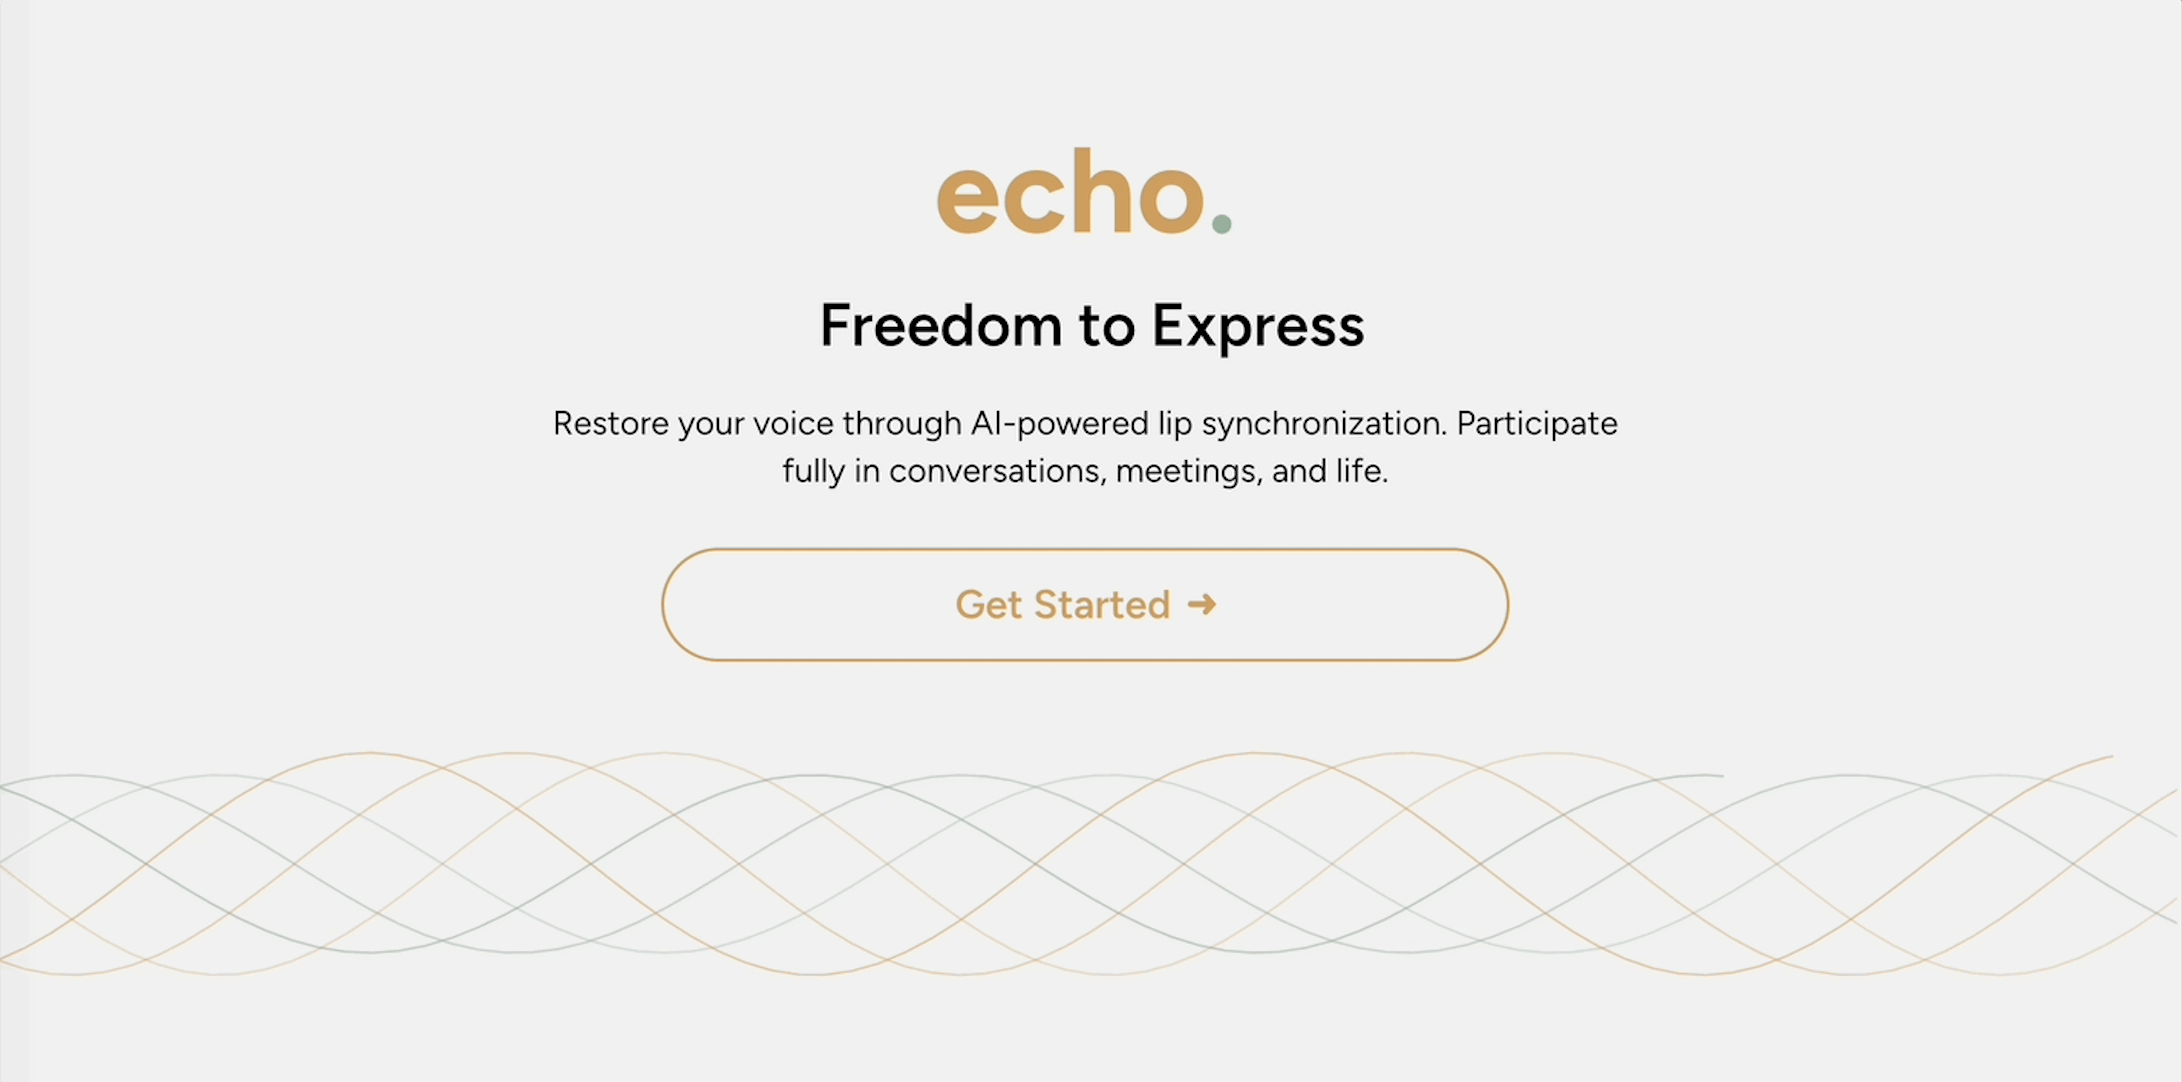 echo.
Freedom to Express
Restore your voice through AI-powered lip synchronization. Participate
fully in conversations, meetings, and life.
Get Started ➔